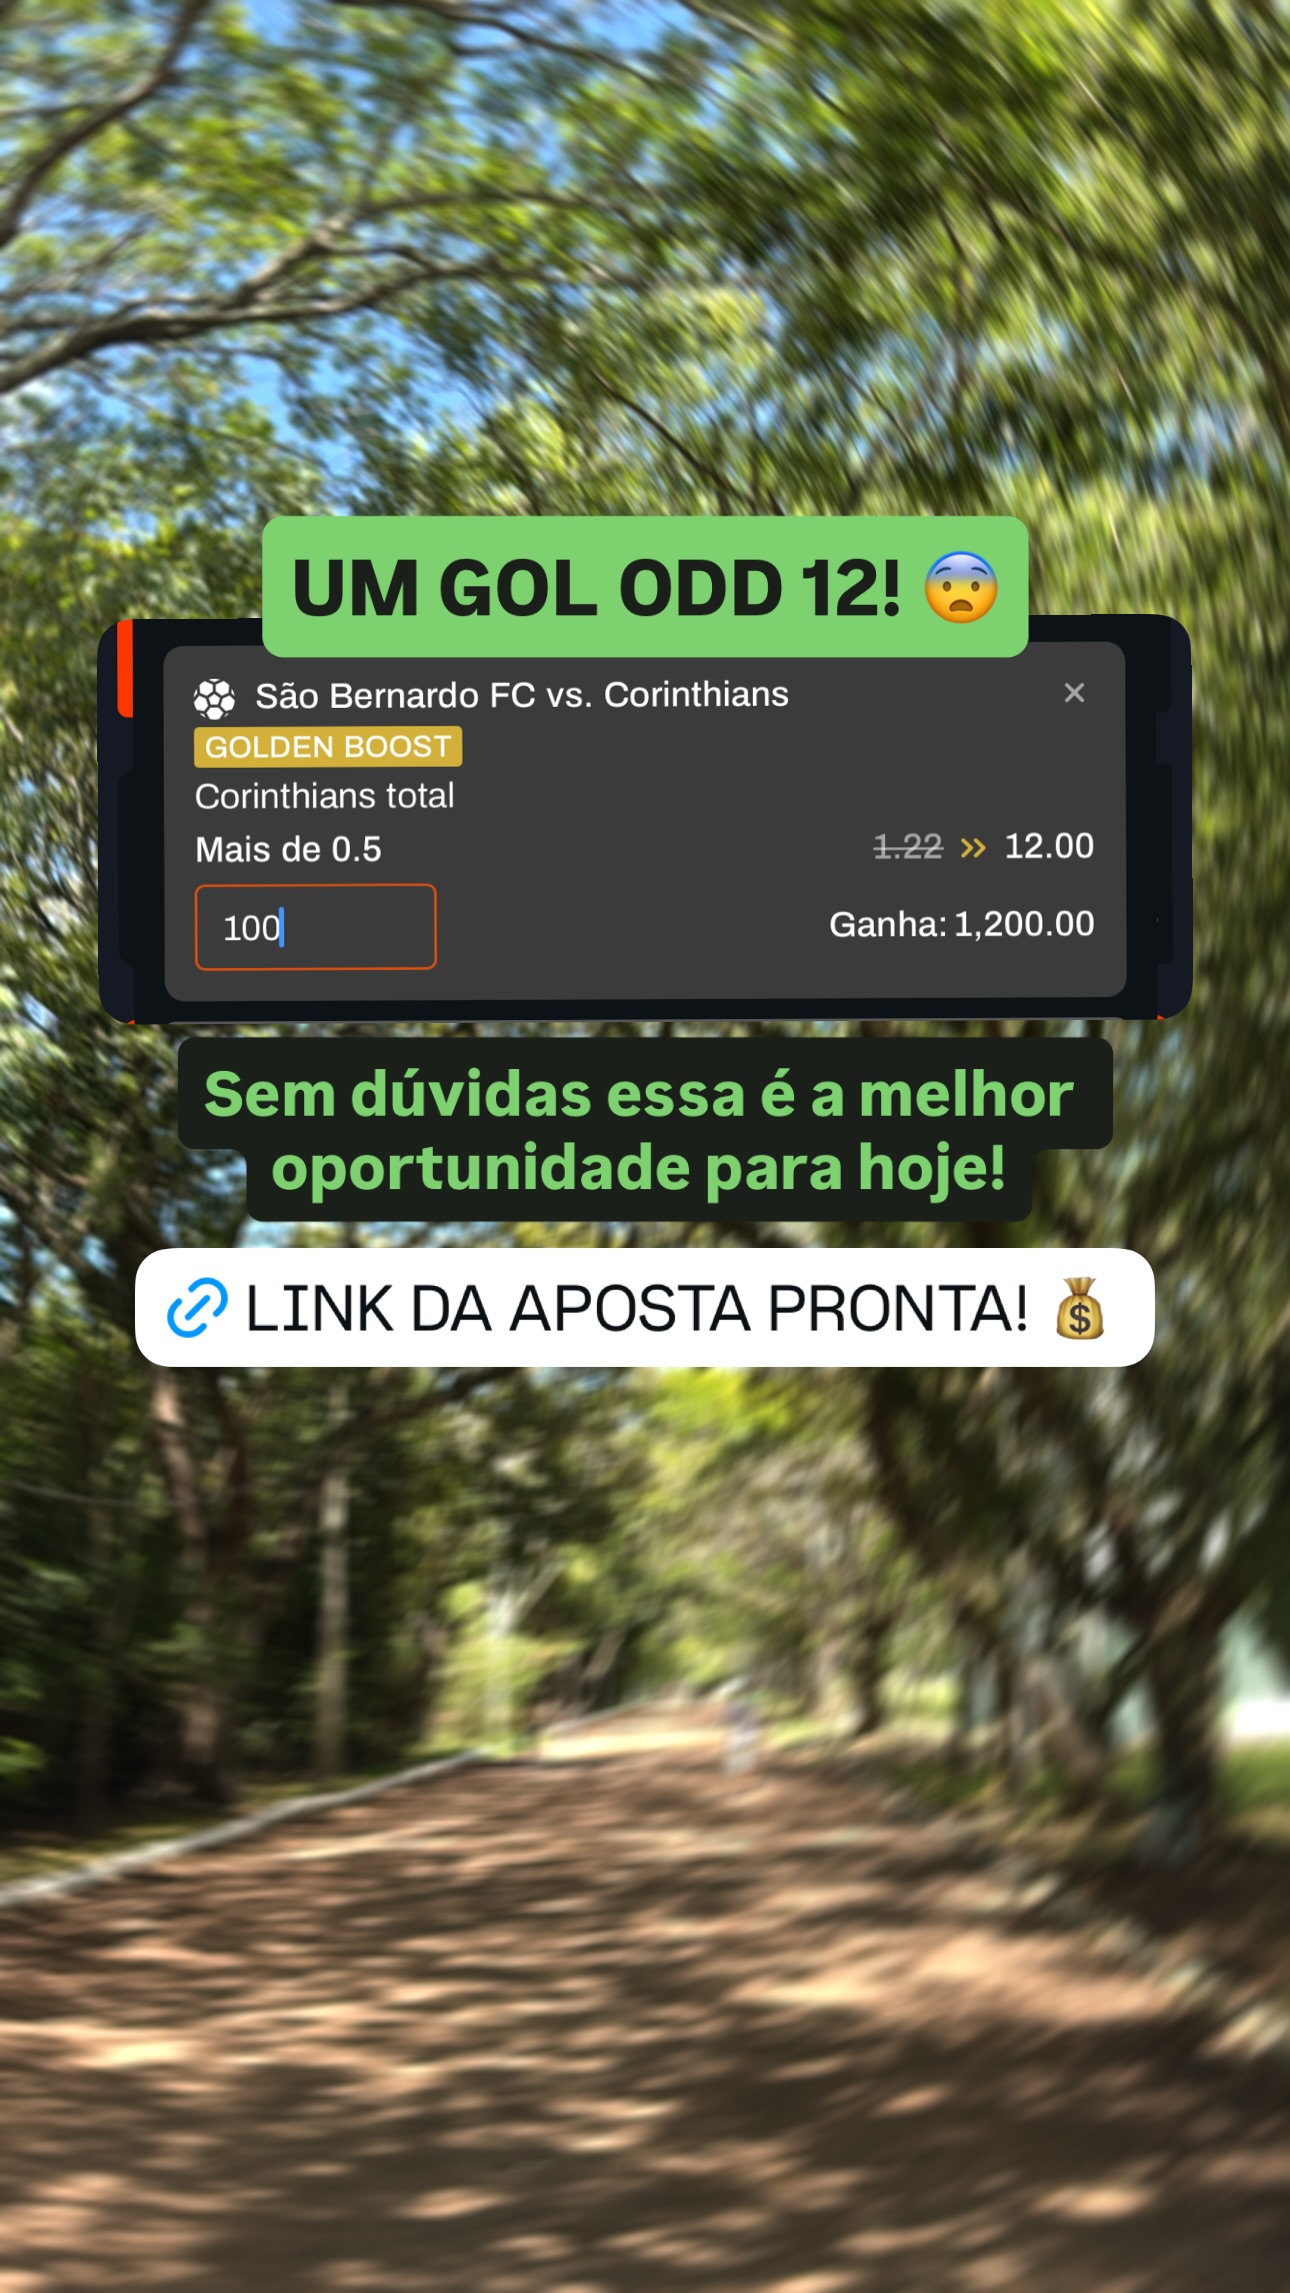 UM GOL ODD 12! 😨
São Bernardo FC vs. Corinthians
GOLDEN BOOST
Corinthians total
Mais de 0.5
1.22 » 12.00
100
Ganha: 1,200.00
Sem dúvidas essa é a melhor
oportunidade para hoje!
LINK DA APOSTA PRONTA! 💰